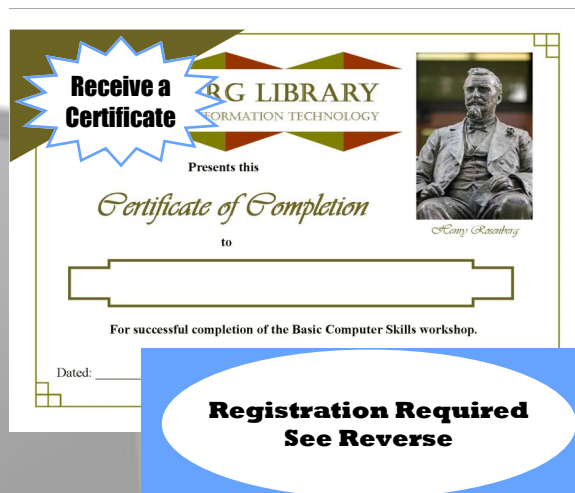 Receive a
Certificate
RG LIBRARY
FORMATION TECHNOLOGY
Presents this
Certificate of Completion
Henry Rosenberg
to
For successful completion of the Basic Computer Skills workshop.
Dated:
Registration Required
See Reverse